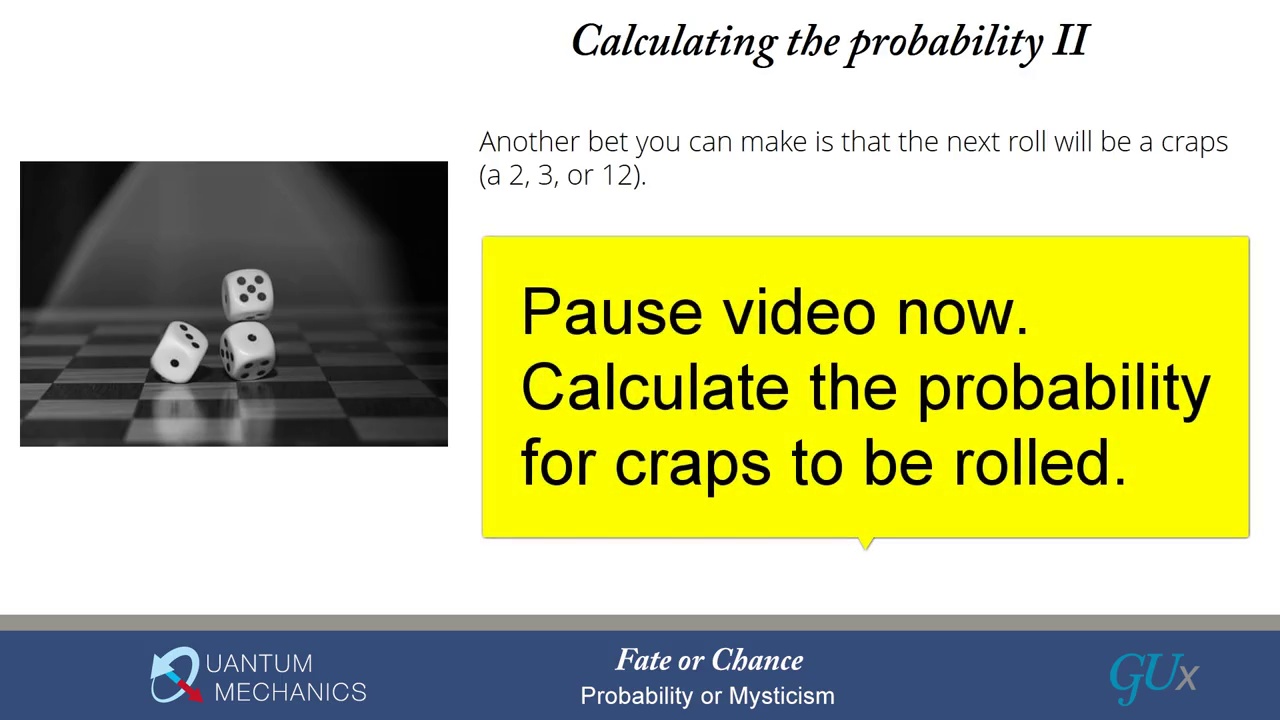 Calculating the probability II
Another bet you can make is that the next roll will be a craps
(a 2, 3, or 12).
Pause video now.
Calculate the probability
for craps to be rolled.
QUANTUM
MECHANICS
Fate or Chance
Probability or Mysticism
GUx